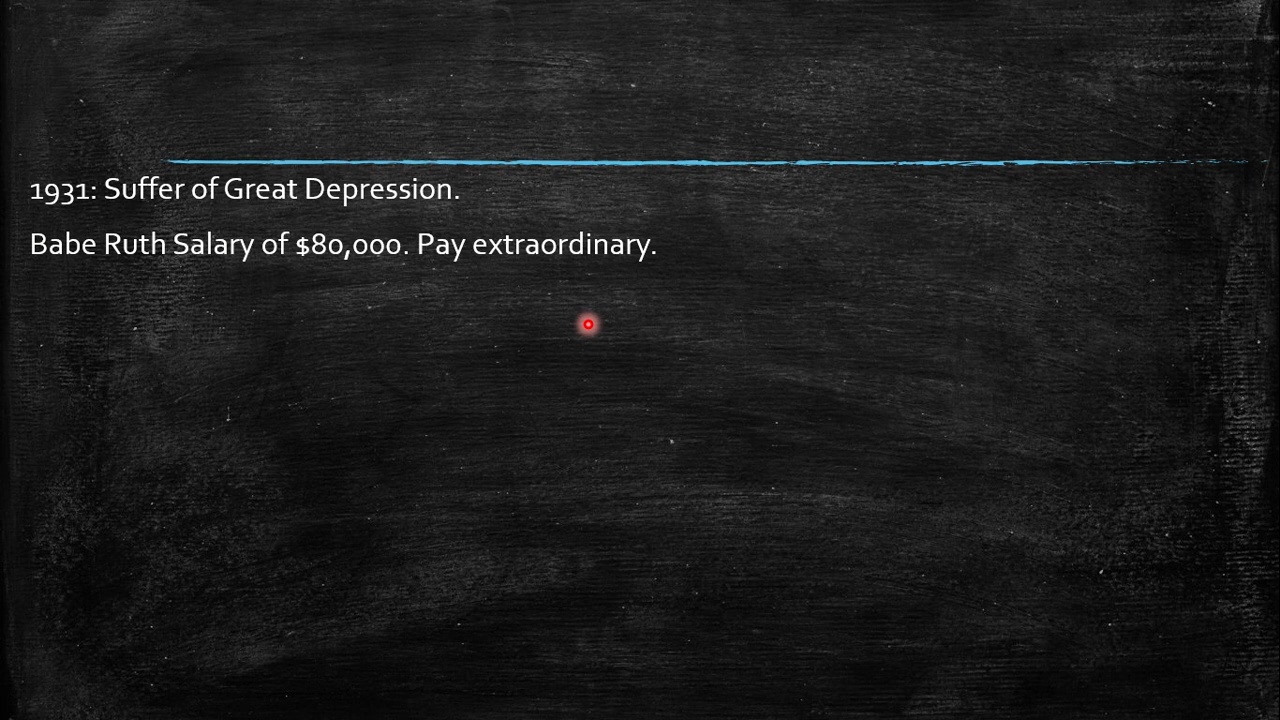 1931: Suffer of Great Depression.
Babe Ruth Salary of $80,000. Pay extraordinary.